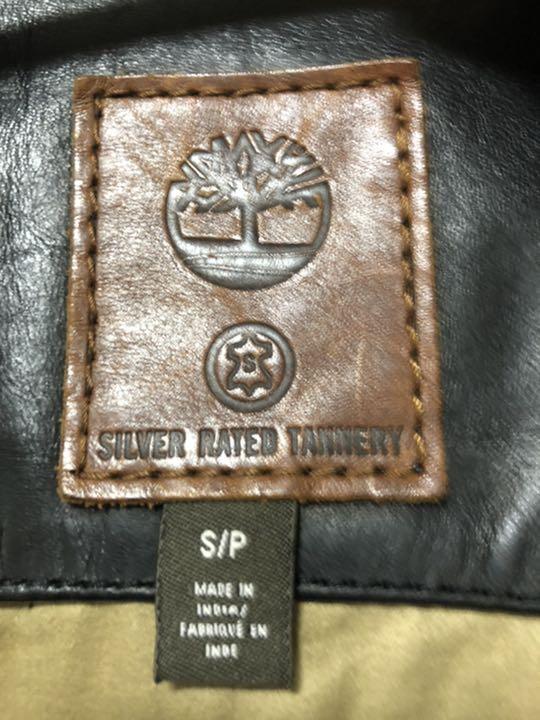 S
SILVER RATED TANNERY
S/P
MADE IN
INDIA/
FABRIQUÉ EN
INDE